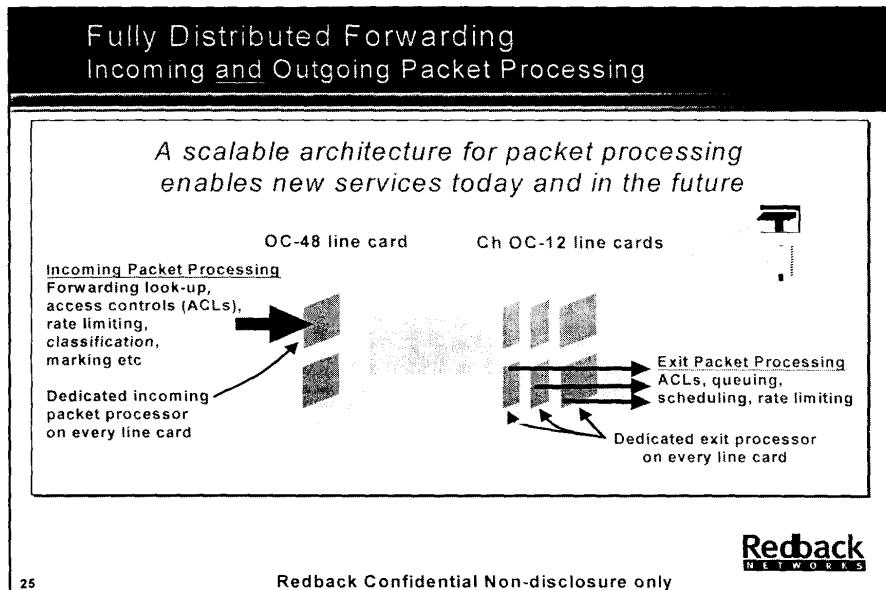 Fully Distributed Forwarding
Incoming and Outgoing Packet Processing
A scalable architecture for packet processing
enables new services today and in the future
OC-48 line card
Ch OC-12 line cards
Incoming Packet Processing
Forwarding look-up,
access controls (ACLs),
rate limiting,
classification,
marking etc
Dedicated incoming
packet processor
on every line card
Exit Packet Processing
ACLs, queuing,
scheduling, rate limiting
Dedicated exit processor
on every line card
Redback
NETWORKS
25
Redback Confidential Non-disclosure only